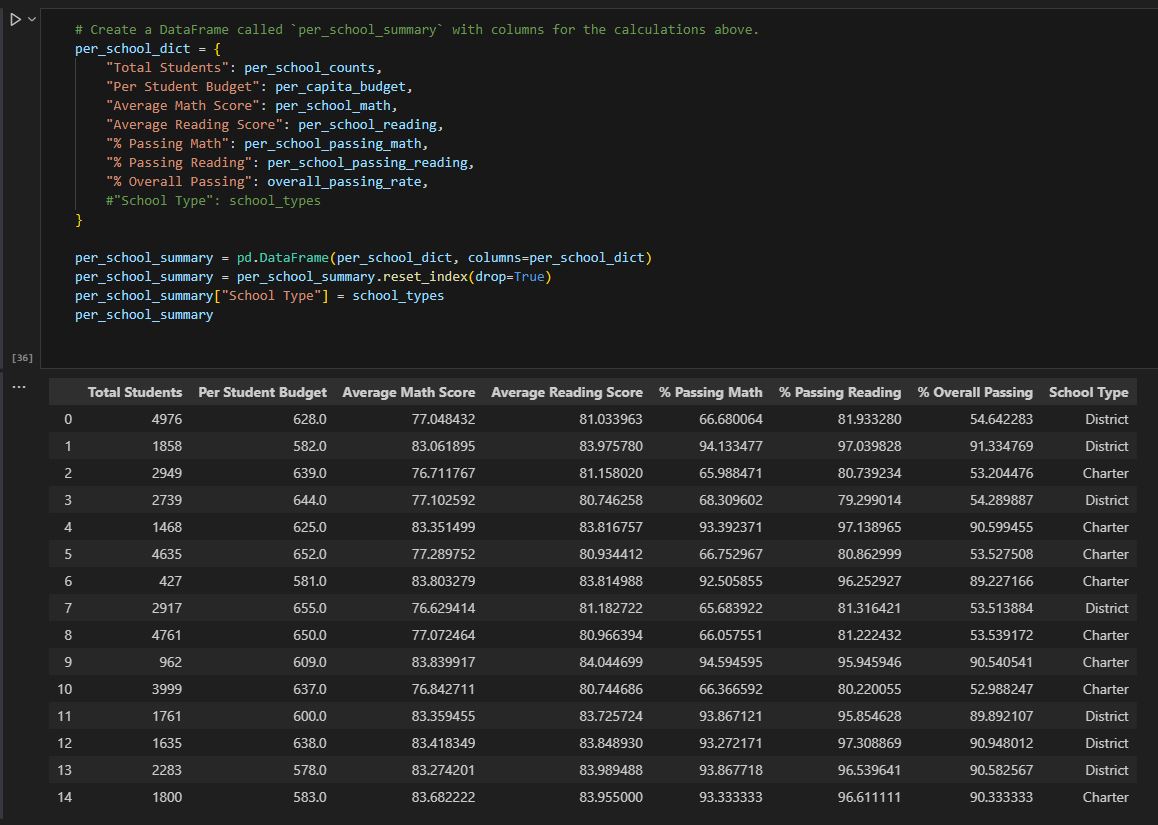 # Create a DataFrame called `per_school_summary` with columns for the calculations above.
per_school_dict = {
    "Total Students": per_school_counts,
    "Per Student Budget": per_capita_budget,
    "Average Math Score": per_school_math,
    "Average Reading Score": per_school_reading,
    "% Passing Math": per_school_passing_math,
    "% Passing Reading": per_school_passing_reading,
    "% Overall Passing": overall_passing_rate,
    #"School Type": school_types
}
per_school_summary = pd.DataFrame(per_school_dict, columns=per_school_dict)
per_school_summary = per_school_summary.reset_index(drop=True)
per_school_summary["School Type"] = school_types
per_school_summary
[36]
...
Total Students Per Student Budget Average Math Score Average Reading Score % Passing Math % Passing Reading % Overall Passing School Type
0 4976 628.0 77.048432 81.033963 66.680064 81.933280 54.642283 District
1 1858 582.0 83.061895 83.975780 94.133477 97.039828 91.334769 District
2 2949 639.0 76.711767 81.158020 65.988471 80.739234 53.204476 Charter
3 2739 644.0 77.102592 80.746258 68.309602 79.299014 54.289887 District
4 1468 625.0 83.351499 83.816757 93.392371 97.138965 90.599455 Charter
5 4635 652.0 77.289752 80.934412 66.752967 80.862999 53.527508 Charter
6 427 581.0 83.803279 83.814988 92.505855 96.252927 89.227166 Charter
7 2917 655.0 76.629414 81.182722 65.683922 81.316421 53.513884 District
8 4761 650.0 77.072464 80.966394 66.057551 81.222432 53.539172 Charter
9 962 609.0 83.839917 84.044699 94.594595 95.945946 90.540541 Charter
10 3999 637.0 76.842711 80.744686 66.366592 80.220055 52.988247 Charter
11 1761 600.0 83.359455 83.725724 93.867121 95.854628 89.892107 District
12 1635 638.0 83.418349 83.848930 93.272171 97.308869 90.948012 District
13 2283 578.0 83.274201 83.989488 93.867718 96.539641 90.582567 District
14 1800 583.0 83.682222 83.955000 93.333333 96.611111 90.333333 Charter